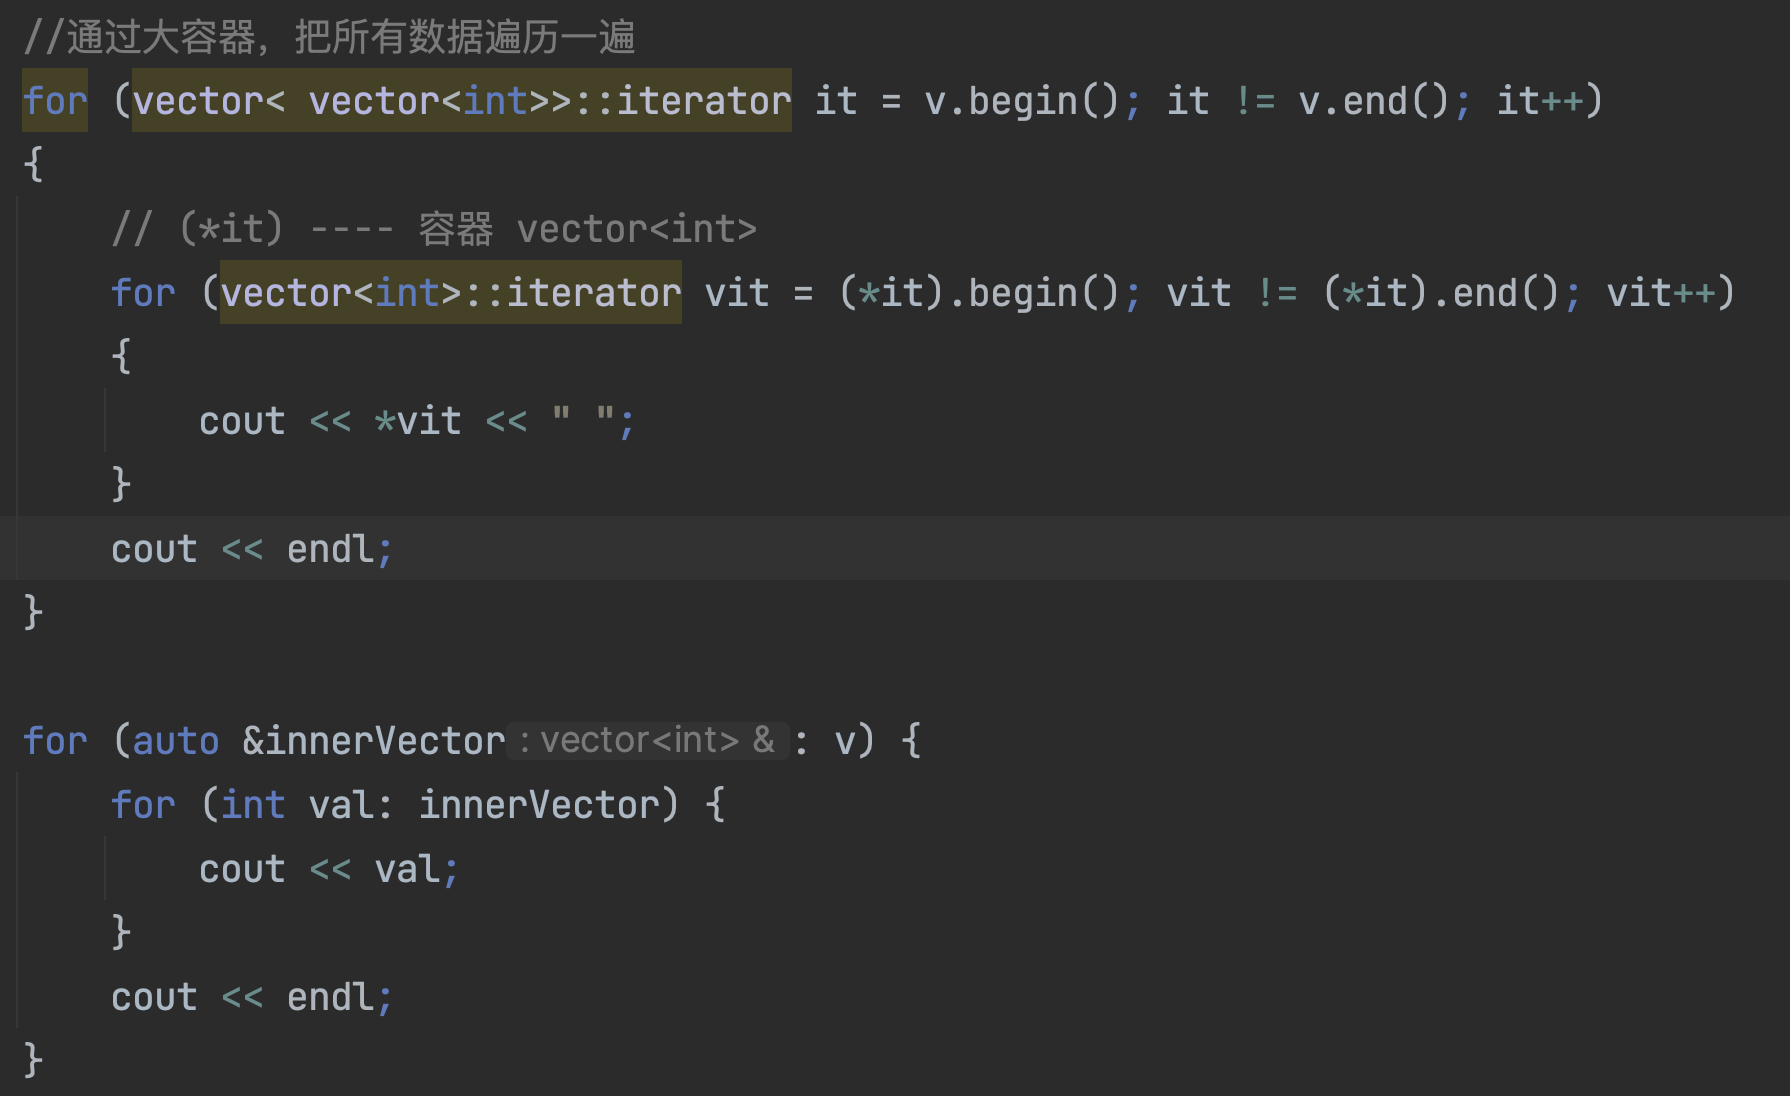 //通过大容器，把所有数据遍历一遍
for (vector< vector<int>>::iterator it = v.begin(); it != v.end(); it++)
{
    // (*it) ---- 容器 vector<int>
    for (vector<int>::iterator vit = (*it).begin(); vit != (*it).end(); vit++)
    {
        cout << *vit << " ";
    }
    cout << endl;
}

for (auto &innerVector : vector<int> & : v) {
    for (int val: innerVector) {
        cout << val;
    }
    cout << endl;
}